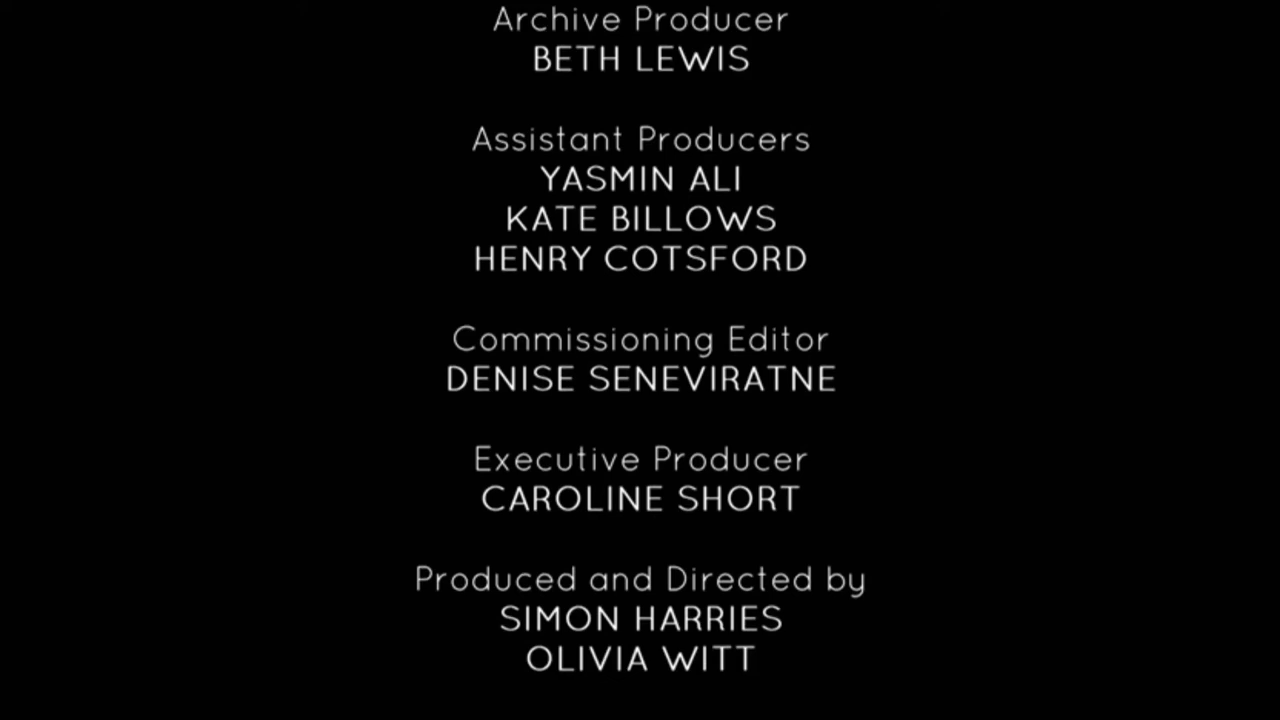 Archive Producer
BETH LEWIS
Assistant Producers
YASMIN ALI
KATE BILLOWS
HENRY COTSFORD
Commissioning Editor
DENISE SENEVIRATNE
Executive Producer
CAROLINE SHORT
Produced and Directed by
SIMON HARRIES
OLIVIA WITT